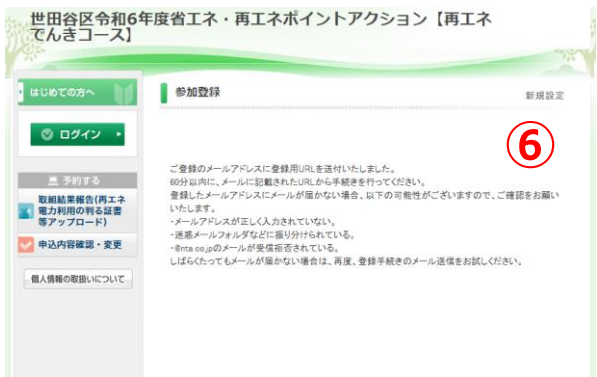 世田谷区令和6年度省エネ・再エネポイントアクション【再エネ
でんきコース】
はじめての方へ
ログイン
予約する
取組結果報告(再エネ
電力利用の判る証書
等アップロード)
申込内容確認・変更
個人情報の取扱いについて
参加登録
新規設定
⑥
ご登録のメールアドレスに登録用URLを送付いたしました。
60分以内に、メールに記載されたURLから手続きを行ってください。
登録したメールアドレスにメールが届かない場合、以下の可能性がございますので、ご確認をお願い
いたします。
・メールアドレスが正しく入力されていない。
・迷惑メールフォルダなどに振り分けられている。
・@nta.co.jpのメールが受信拒否されている。
しばらくたってもメールが届かない場合は、再度、登録手続きのメール送信をお試しください。